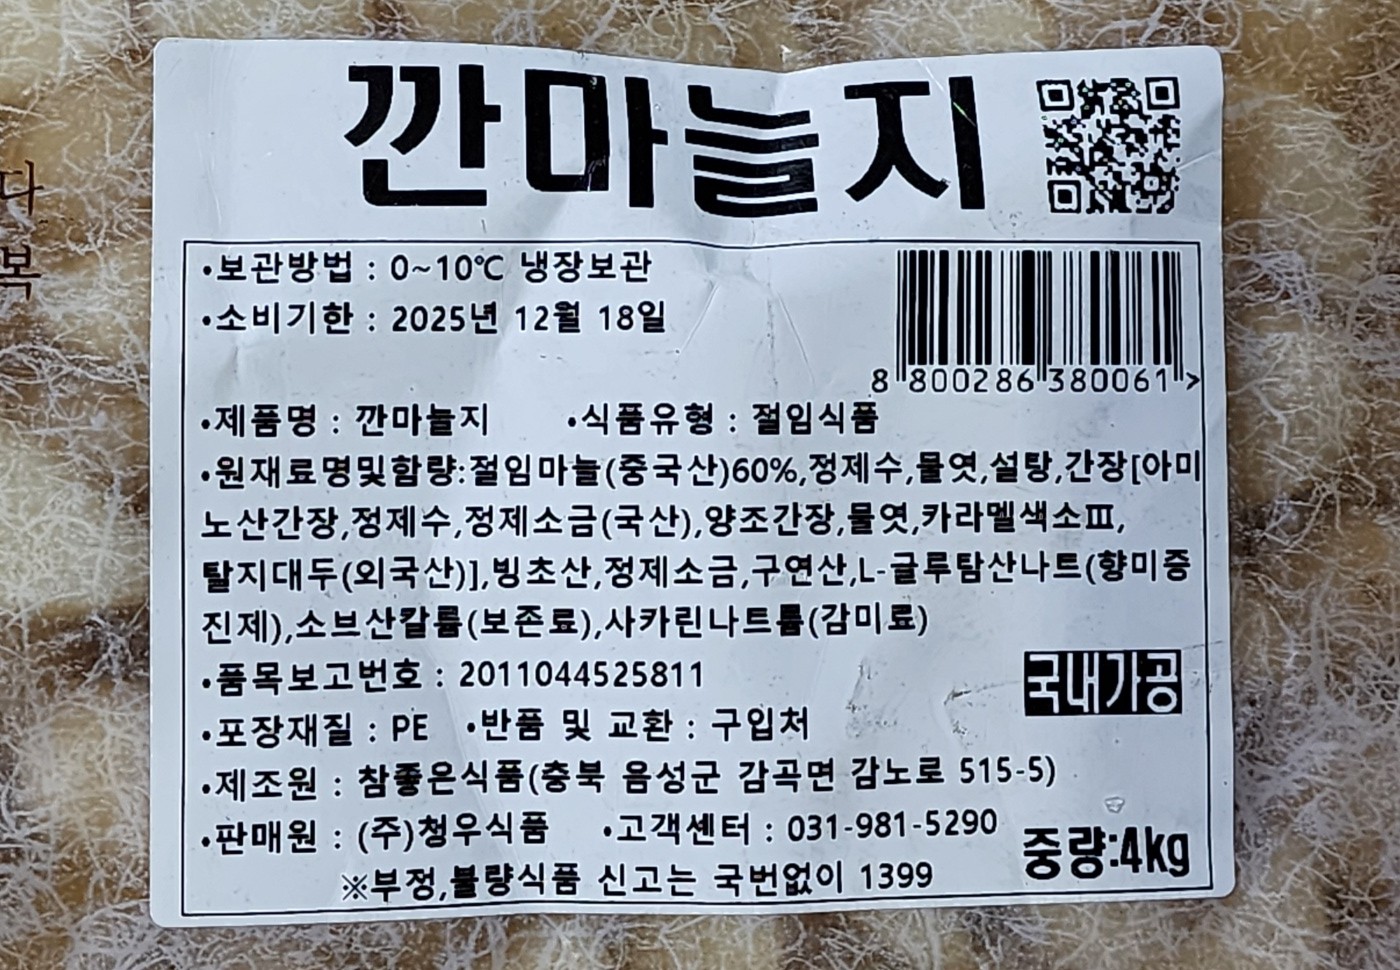 깐마늘지
•보관방법 : 0~10℃ 냉장보관
•소비기한 : 2025년 12월 18일
8 800286 380061 >
•제품명 : 깐마늘지 •식품유형 : 절임식품
•원재료명및함량:절임마늘(중국산)60%,정제수,물엿,설탕,간장[아미
노산간장,정제수,정제소금(국산),양조간장,물엿,카라멜색소Ⅲ,
탈지대두(외국산)],빙초산,정제소금,구연산,L-글루탐산나트(향미증
진제),소브산칼륨(보존료),사카린나트륨(감미료)
•품목보고번호 : 2011044525811
국내가공
•포장재질 : PE •반품 및 교환 : 구입처
•제조원 : 참좋은식품(충북 음성군 감곡면 감노로 515-5)
•판매원 : (주)청우식품 •고객센터 : 031-981-5290
중량:4kg
※부정,불량식품 신고는 국번없이 1399
다
복